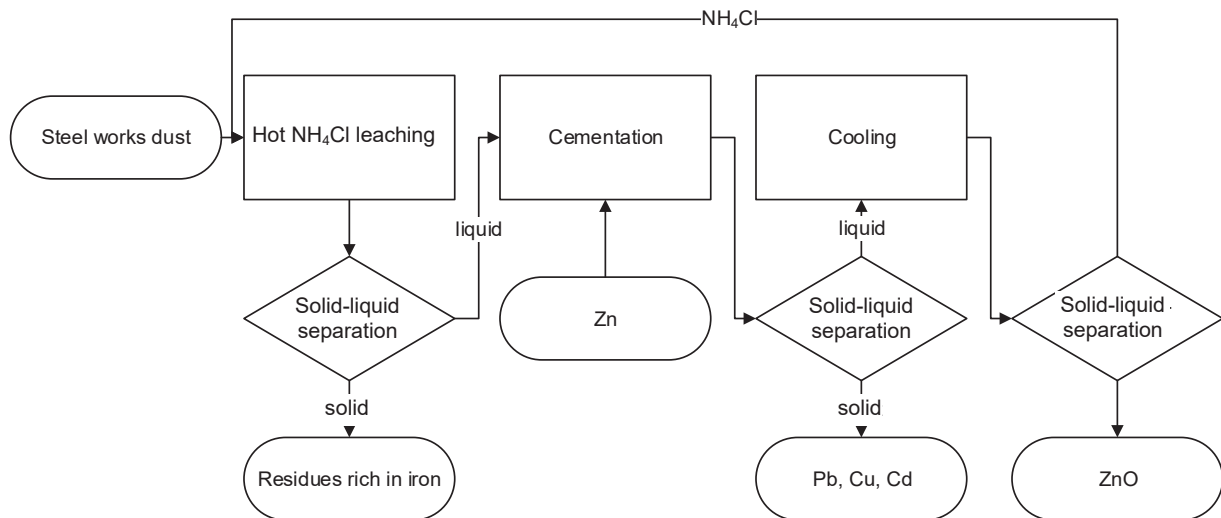 NH₄Cl
Steel works dust
Hot NH₄Cl leaching
Cementation
Cooling
liquid
liquid
Solid-liquid
separation
Zn
Solid-liquid
separation
Solid-liquid
separation
solid
solid
Residues rich in iron
Pb, Cu, Cd
ZnO